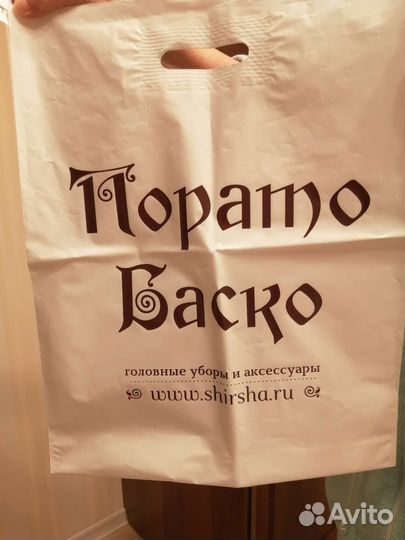 Порато
Баско
головные уборы и аксессуары
www.shirsha.ru
Avito